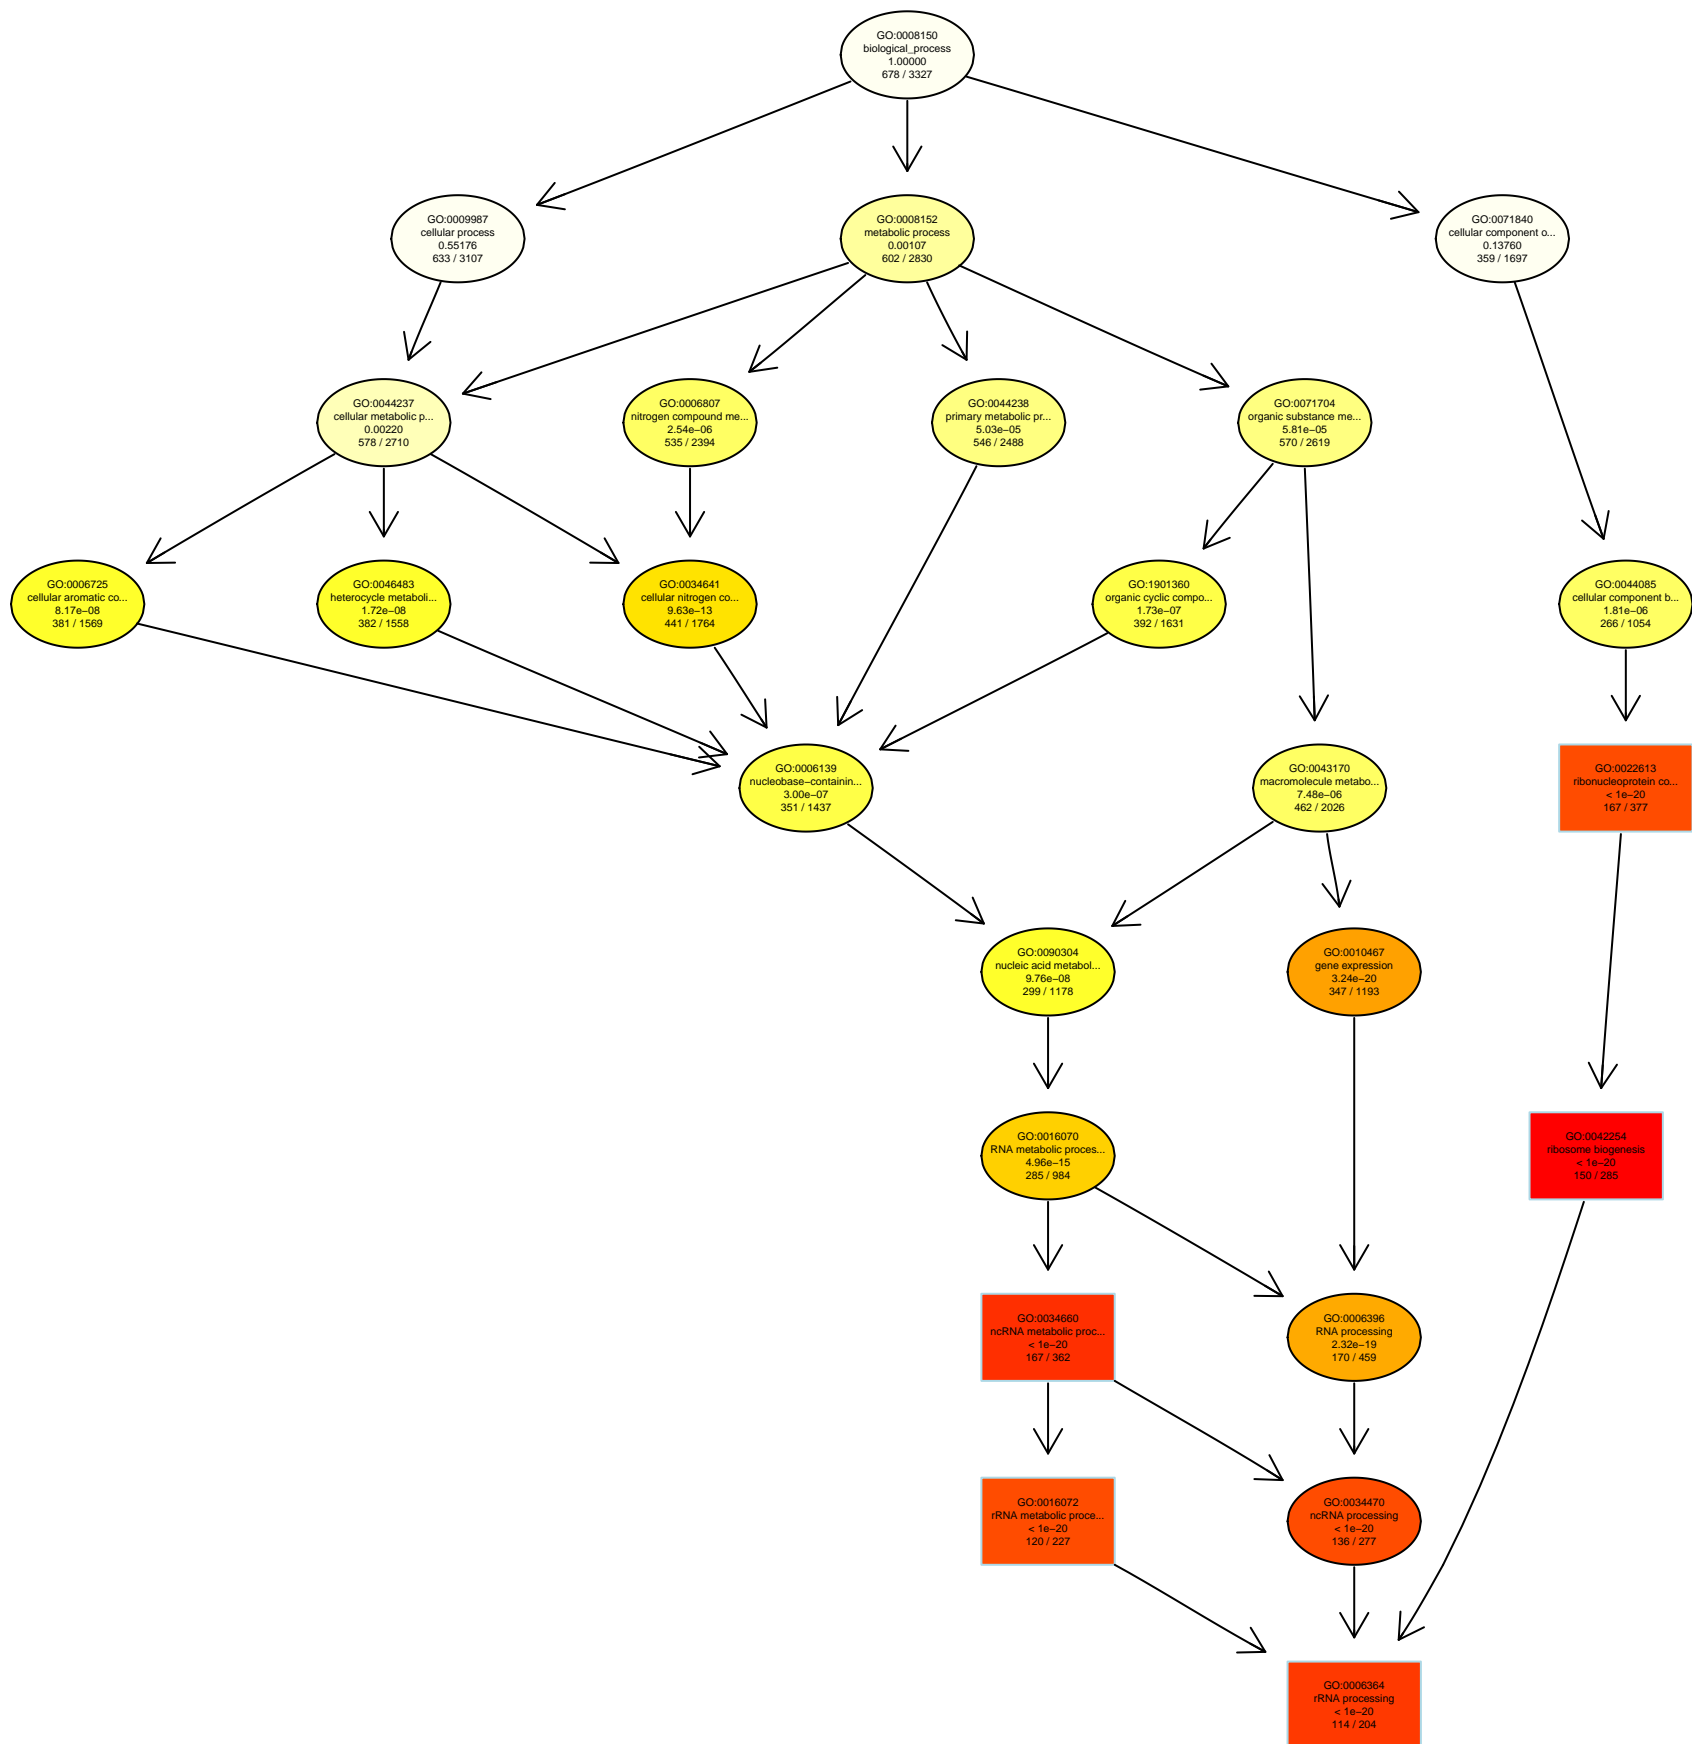 GO:0008150
biological_process
1.00000
678 / 3327
GO:0009987
cellular process
0.55176
633 / 3107
GO:0008152
metabolic process
0.00107
602 / 2830
GO:0071840
cellular component o...
0.13760
359 / 1697
GO:0044237
cellular metabolic p...
0.00220
578 / 2710
GO:0006807
nitrogen compound me...
2.54e−06
535 / 2394
GO:0044238
primary metabolic pr...
5.03e−05
546 / 2488
GO:0071704
organic substance me...
5.81e−05
570 / 2619
GO:0006725
cellular aromatic co...
8.17e−08
381 / 1569
GO:0046483
heterocycle metaboli...
1.72e−08
382 / 1558
GO:0034641
cellular nitrogen co...
9.63e−13
441 / 1764
GO:1901360
organic cyclic compo...
1.73e−07
392 / 1631
GO:0044085
cellular component b...
1.81e−06
266 / 1054
GO:0006139
nucleobase−containin...
3.00e−07
351 / 1437
GO:0043170
macromolecule metabo...
7.48e−06
462 / 2026
GO:0022613
ribonucleoprotein co...
< 1e−20
167 / 377
GO:0090304
nucleic acid metabol...
9.76e−08
299 / 1178
GO:0010467
gene expression
3.24e−20
347 / 1193
GO:0016070
RNA metabolic proces...
4.96e−15
285 / 984
GO:0042254
ribosome biogenesis
< 1e−20
150 / 285
GO:0034660
ncRNA metabolic proc...
< 1e−20
167 / 362
GO:0006396
RNA processing
2.32e−19
170 / 459
GO:0016072
rRNA metabolic proce...
< 1e−20
120 / 227
GO:0034470
ncRNA processing
< 1e−20
136 / 277
GO:0006364
rRNA processing
< 1e−20
114 / 204